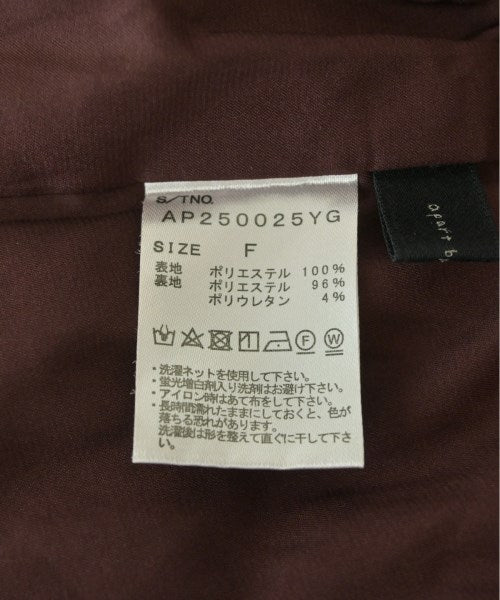 S/TNO.
AP250025YG
SIZE F
表地 ポリエステル 100%
裏地 ポリエステル 96%
ポリウレタン 4%
F W
・洗濯ネットを使用して下さい。
・蛍光増白剤入り洗剤はお避け下さい。
・アイロン時はあて布をして下さい。
・長時間濡れたままにしておくと、色が
落ちる恐れがあります。
洗濯後は形を整えて直ぐに干して下さ
い。
apart b